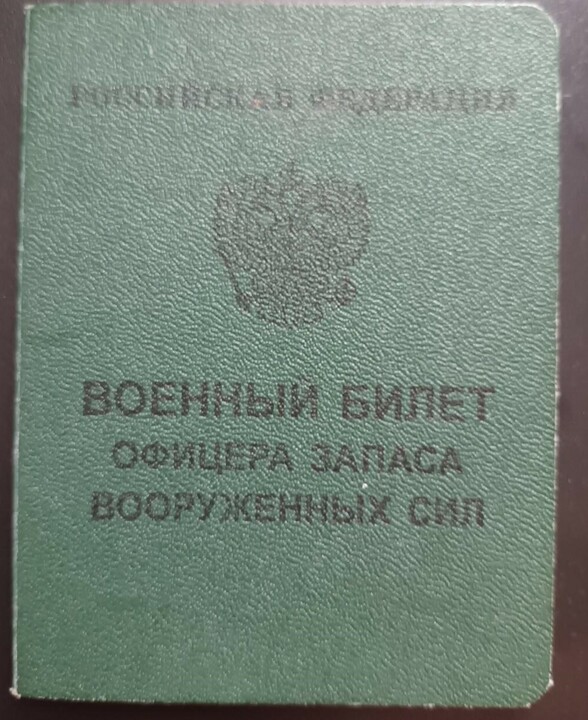 РОССИЙСКАЯ ФЕДЕРАЦИЯ
ВОЕННЫЙ БИЛЕТ
ОФИЦЕРА ЗАПАСА
ВООРУЖЕННЫХ СИЛ